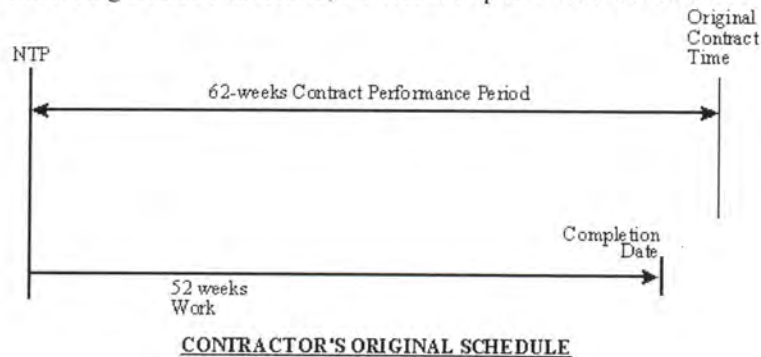 Original
Contract
Time
NTP
62-weeks Contract Performance Period
Completion
Date
52 weeks
Work
CONTRACTOR'S ORIGINAL SCHEDULE